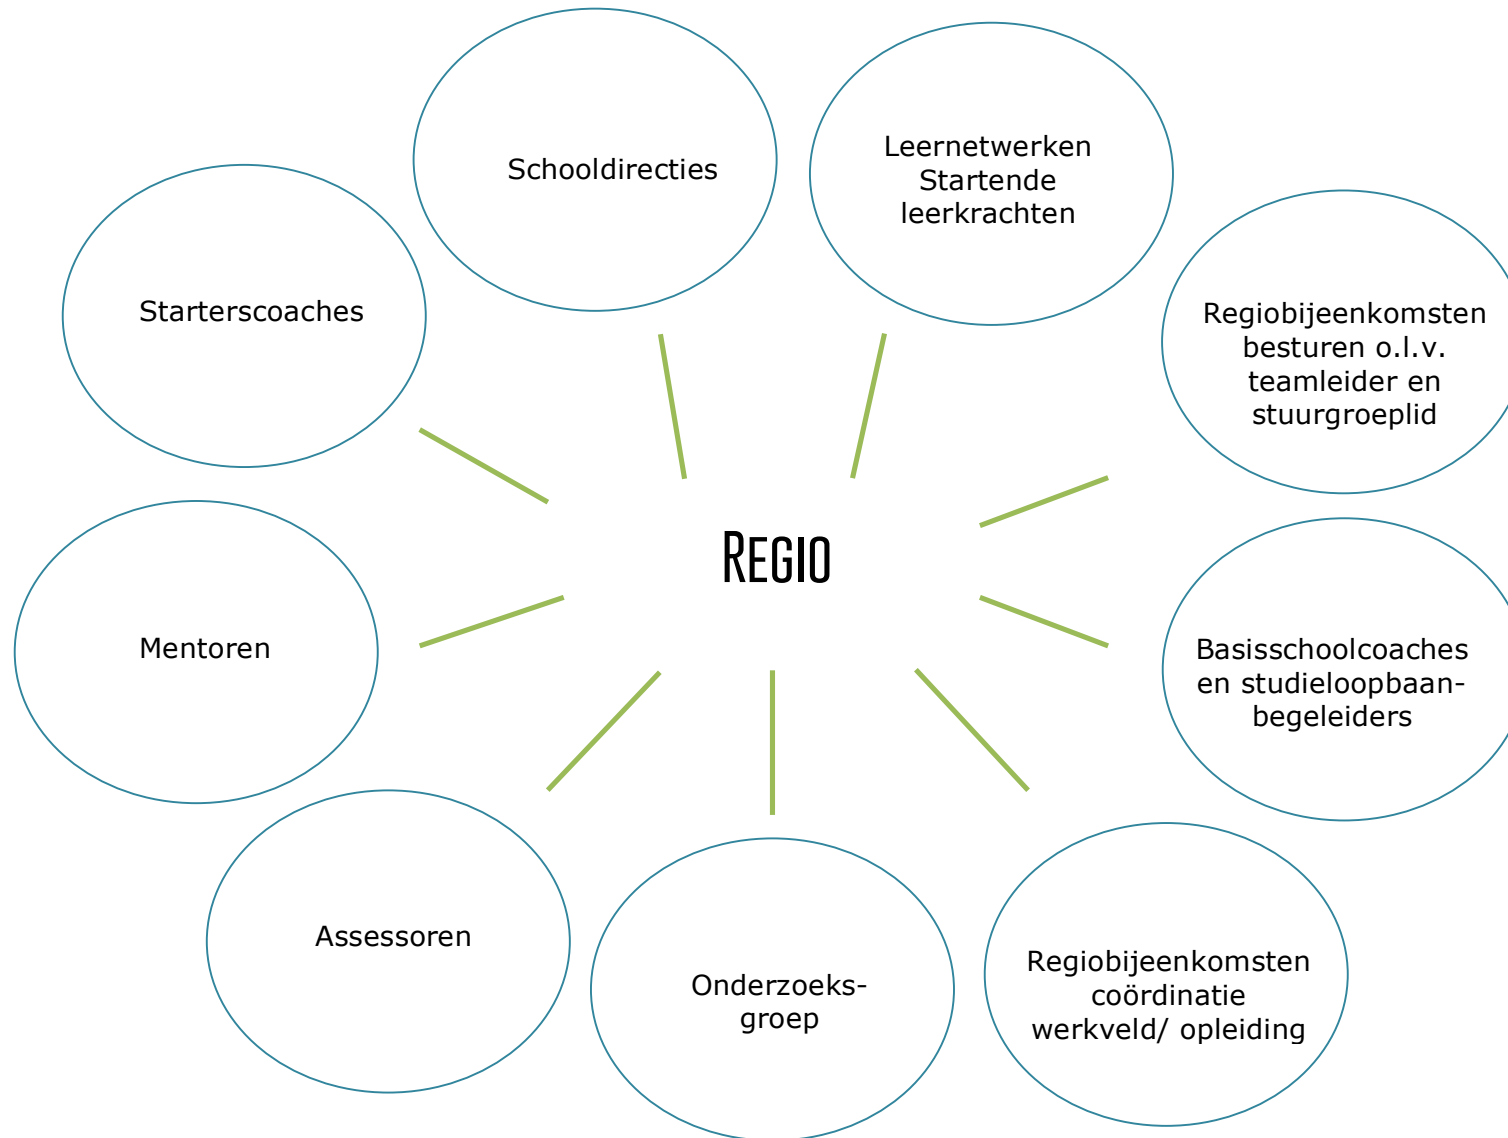 Schooldirecties
Leernetwerken
Startende
leerkrachten
Starterscoaches
Regiobijeenkomsten
besturen o.l.v.
teamleider en
stuurgroeplid
REGIO
Mentoren
Basisschoolcoaches
en studieloopbaan-
begeleiders
Assessoren
Onderzoeks-
groep
Regiobijeenkomsten
coördinatie
werkveld/ opleiding